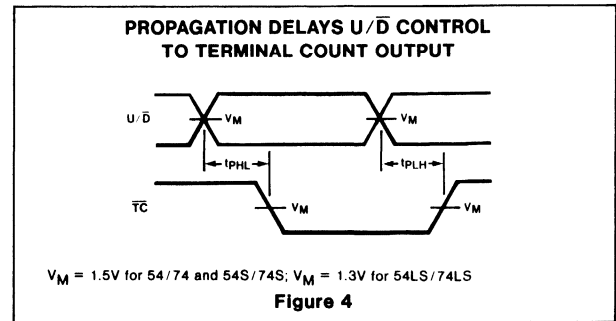 PROPAGATION DELAYS U/D̅ CONTROL
TO TERMINAL COUNT OUTPUT
U/D̅
VM
VM
tPHL
tPLH
T̅C̅
VM
VM
VM = 1.5V for 54/74 and 54S/74S; VM = 1.3V for 54LS/74LS
Figure 4